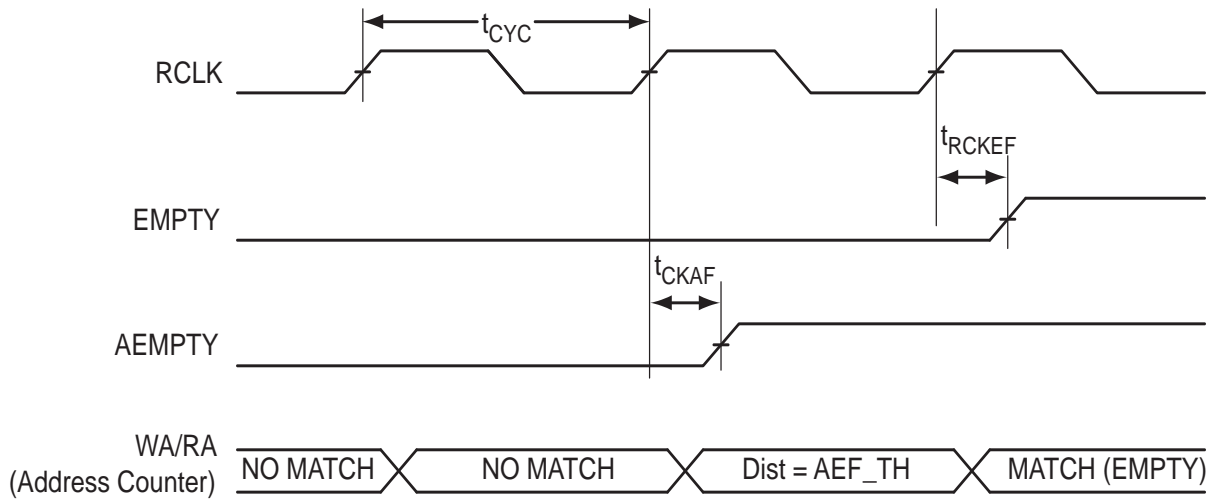 tCYC
RCLK
tRCKEF
EMPTY
tCKAF
AEMPTY
WA/RA
(Address Counter)
NO MATCH
NO MATCH
Dist = AEF_TH
MATCH (EMPTY)